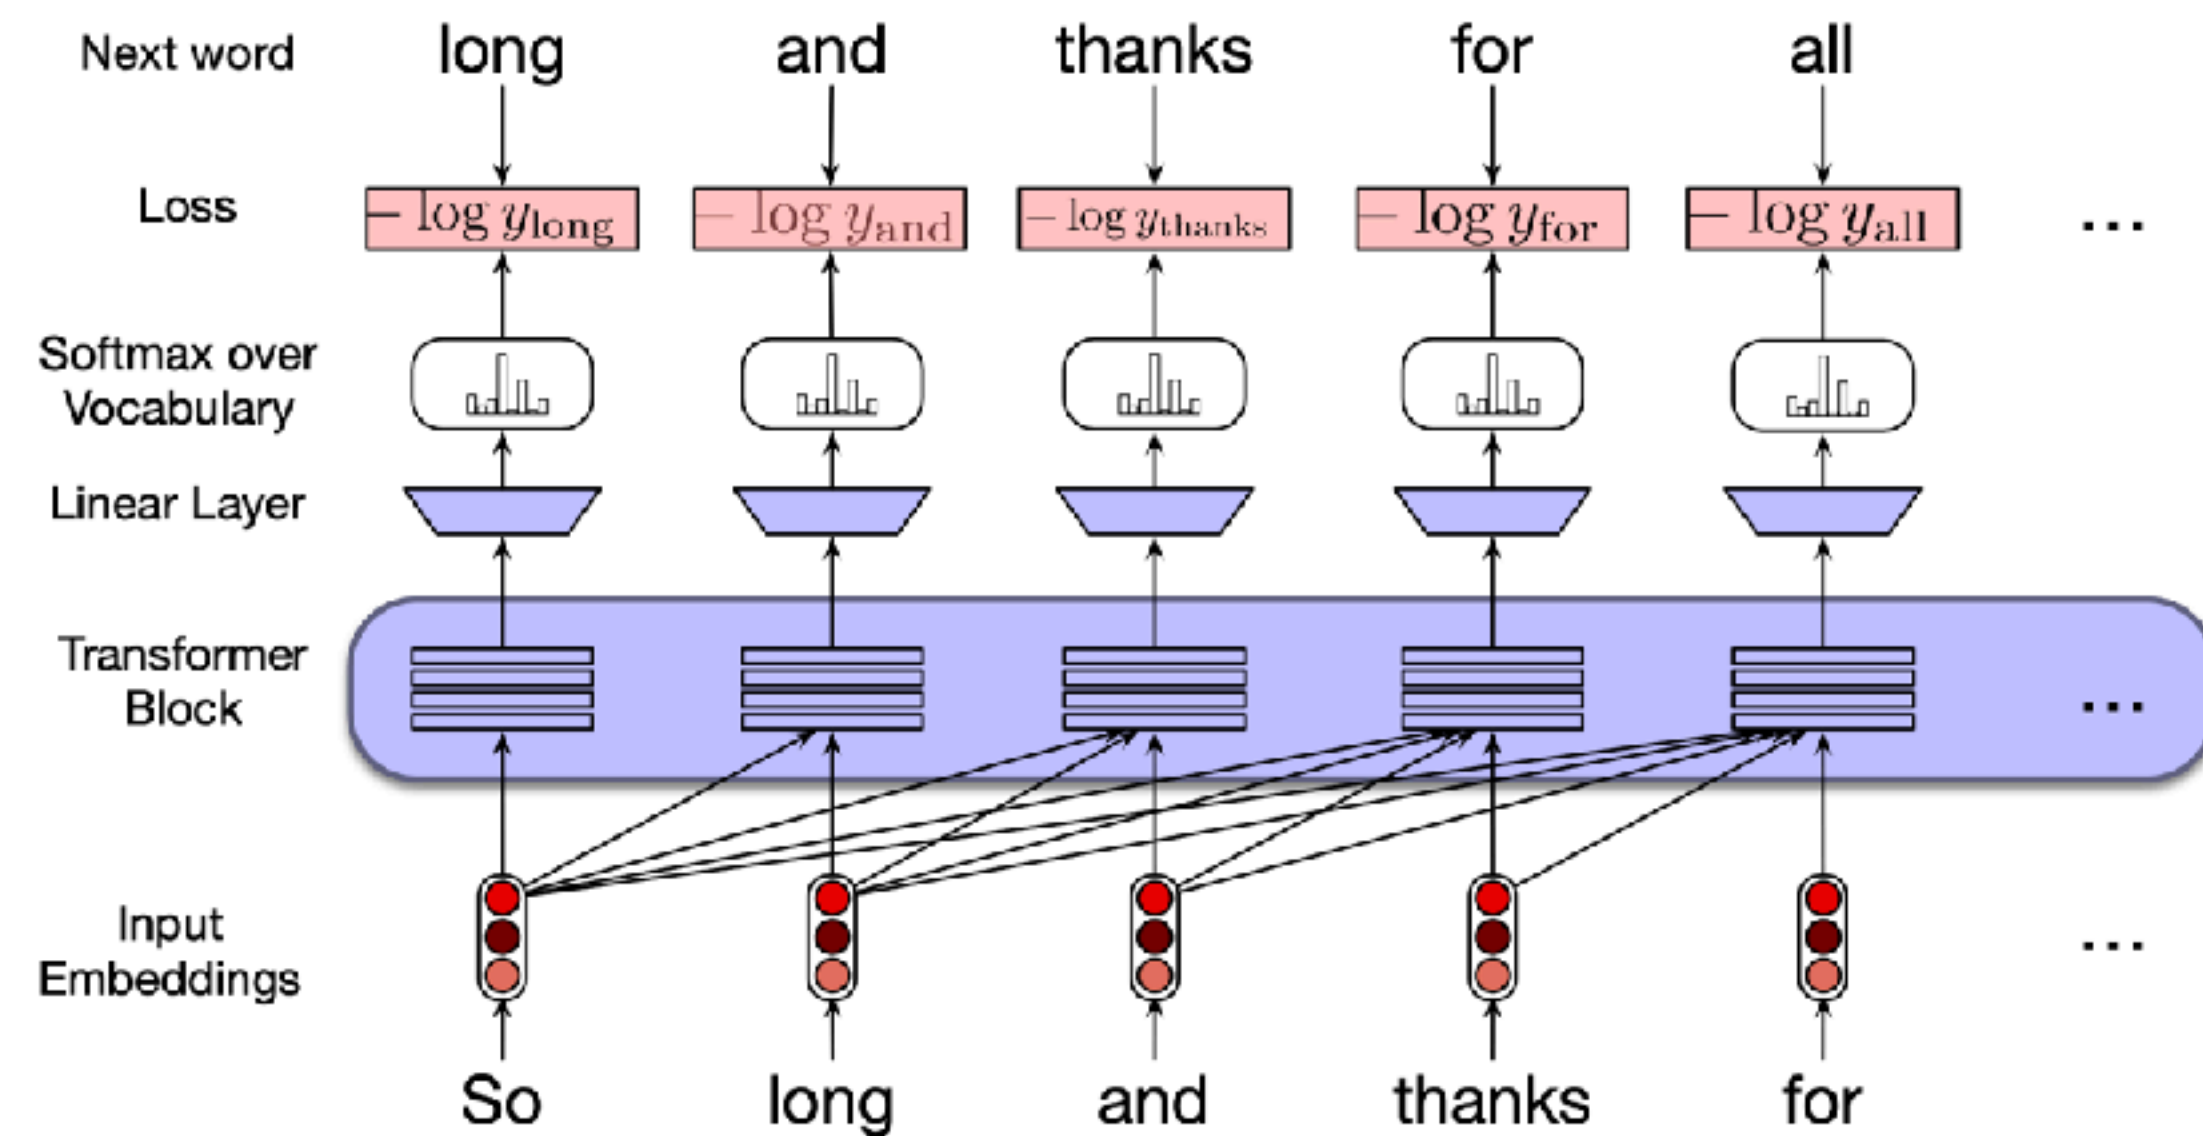 Next word long and thanks for all
Loss − log y_long − log y_and − log y_thanks − log y_for − log y_all ...
Softmax over
Vocabulary
Linear Layer
Transformer
Block ...
Input
Embeddings ...
So long and thanks for